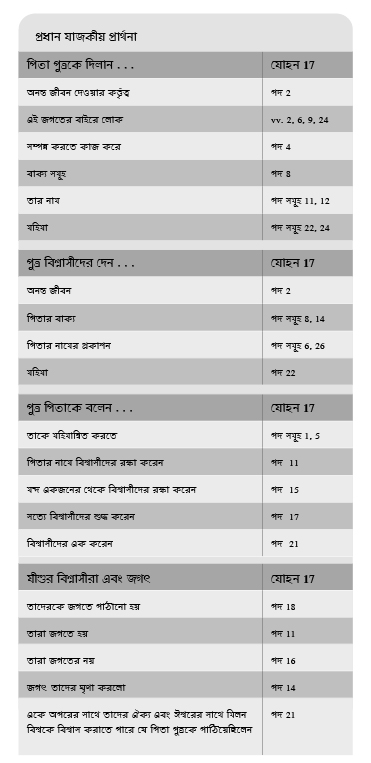 প্রধান যাজকীয় প্রার্থনা
পিতা পুত্রকে দিলান . . . যোহন 17
অনন্ত জীবন দেওয়ার কর্তৃত্ব পদ 2
এই জগতের বাইরে লোক vv. 2, 6, 9, 24
সম্পন্ন করতে কাজ করে পদ 4
বাক্য সমূহ পদ 8
তার নাম পদ সমূহ 11, 12
মহিমা পদ সমূহ 22, 24
পুত্র বিশ্বাসীদের দেন . . . যোহন 17
অনন্ত জীবন পদ 2
পিতার বাক্য পদ সমূহ 8, 14
পিতার নামের প্রকাশন পদ সমূহ 6, 26
মহিমা পদ 22
পুত্র পিতাকে বলেন . . . যোহন 17
তাকে মহিমান্বিত করতে পদ সমূহ 1, 5
পিতার নামে বিশ্বাসীদের রক্ষা করেন পদ 11
মন্দ একজনের থেকে বিশ্বাসীদের রক্ষা করেন পদ 15
সত্যে বিশ্বাসীদের শুদ্ধ করেন পদ 17
বিশ্বাসীদের এক করেন পদ 21
যীশুর বিশ্বাসীরা এবং জগৎ যোহন 17
তাদেরকে জগতে পাঠানো হয় পদ 18
তারা জগতে হয় পদ 11
তারা জগতের নয় পদ 16
জগৎ তাদের ঘৃণা করলো পদ 14
একে অপরের সাথে তাদের ঐক্য এবং ঈশ্বরের সাথে মিলন পদ 21
বিশ্বকে বিশ্বাস করাতে পারে যে পিতা পুত্রকে পাঠিয়েছিলেন